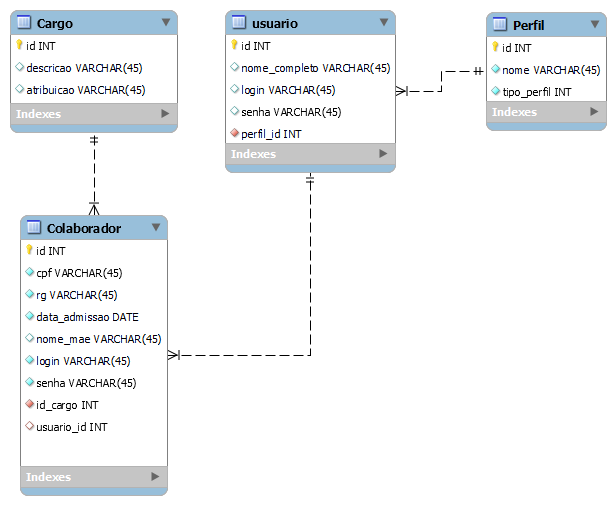 Cargo
id INT
descricao VARCHAR(45)
atribuicao VARCHAR(45)
Indexes
usuario
id INT
nome_completo VARCHAR(45)
login VARCHAR(45)
senha VARCHAR(45)
perfil_id INT
Indexes
Perfil
id INT
nome VARCHAR(45)
tipo_perfil INT
Indexes
Colaborador
id INT
cpf VARCHAR(45)
rg VARCHAR(45)
data_admissao DATE
nome_mae VARCHAR(45)
login VARCHAR(45)
senha VARCHAR(45)
id_cargo INT
usuario_id INT
Indexes